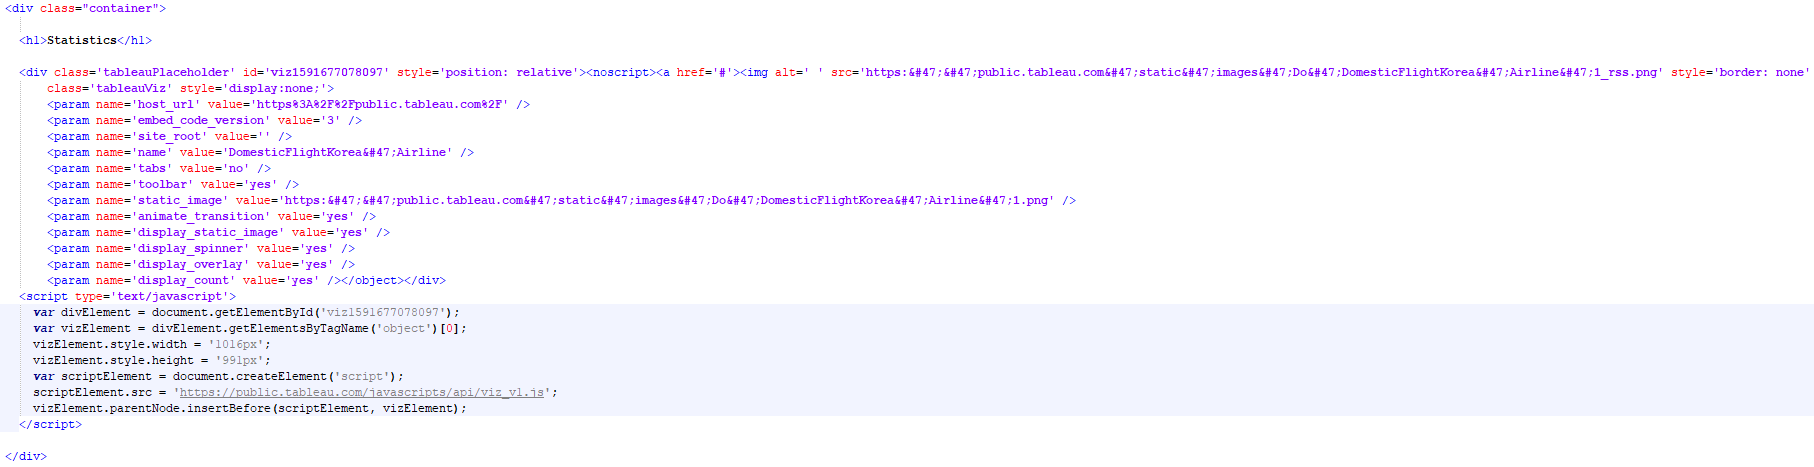 <div class="container">
<h1>Statistics</h1>
<div class='tableauPlaceholder' id='viz1591677078097' style='position: relative'><noscript><a href='#'><img alt=' ' src='https:&#47;&#47;public.tableau.com&#47;static&#47;images&#47;Do&#47;DomesticFlightKorea&#47;Airline&#47;1_rss.png' style='border: none'
class='tableauViz' style='display:none;'>
<param name='host_url' value='https%3A%2F%2Fpublic.tableau.com%2F' />
<param name='embed_code_version' value='3' />
<param name='site_root' value='' />
<param name='name' value='DomesticFlightKorea&#47;Airline' />
<param name='tabs' value='no' />
<param name='toolbar' value='yes' />
<param name='static_image' value='https:&#47;&#47;public.tableau.com&#47;static&#47;images&#47;Do&#47;DomesticFlightKorea&#47;Airline&#47;1.png' />
<param name='animate_transition' value='yes' />
<param name='display_static_image' value='yes' />
<param name='display_spinner' value='yes' />
<param name='display_overlay' value='yes' />
<param name='display_count' value='yes' /></object></div>
<script type='text/javascript'>
var divElement = document.getElementById('viz1591677078097');
var vizElement = divElement.getElementsByTagName('object')[0];
vizElement.style.width = '1016px';
vizElement.style.height = '991px';
var scriptElement = document.createElement('script');
scriptElement.src = 'https://public.tableau.com/javascripts/api/viz_v1.js';
vizElement.parentNode.insertBefore(scriptElement, vizElement);
</script>
</div>